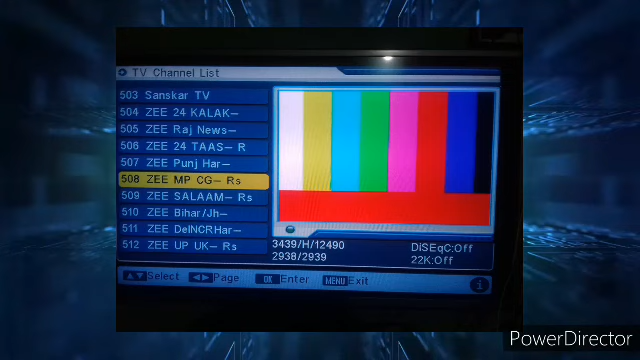 TV Channel List
503 Sanskar TV
504 ZEE 24 KALAK-
505 ZEE Raj News-
506 ZEE 24 TAAS- R
507 ZEE Punj Har-
508 ZEE MP CG- Rs
509 ZEE SALAAM- Rs
510 ZEE Bihar/Jh-
511 ZEE DelNCRHar-
512 ZEE UP UK- Rs
3439/H/12490 DiSEqC:Off
2938/2939 22K:Off
Select Page OK Enter MENU Exit i
PowerDirector